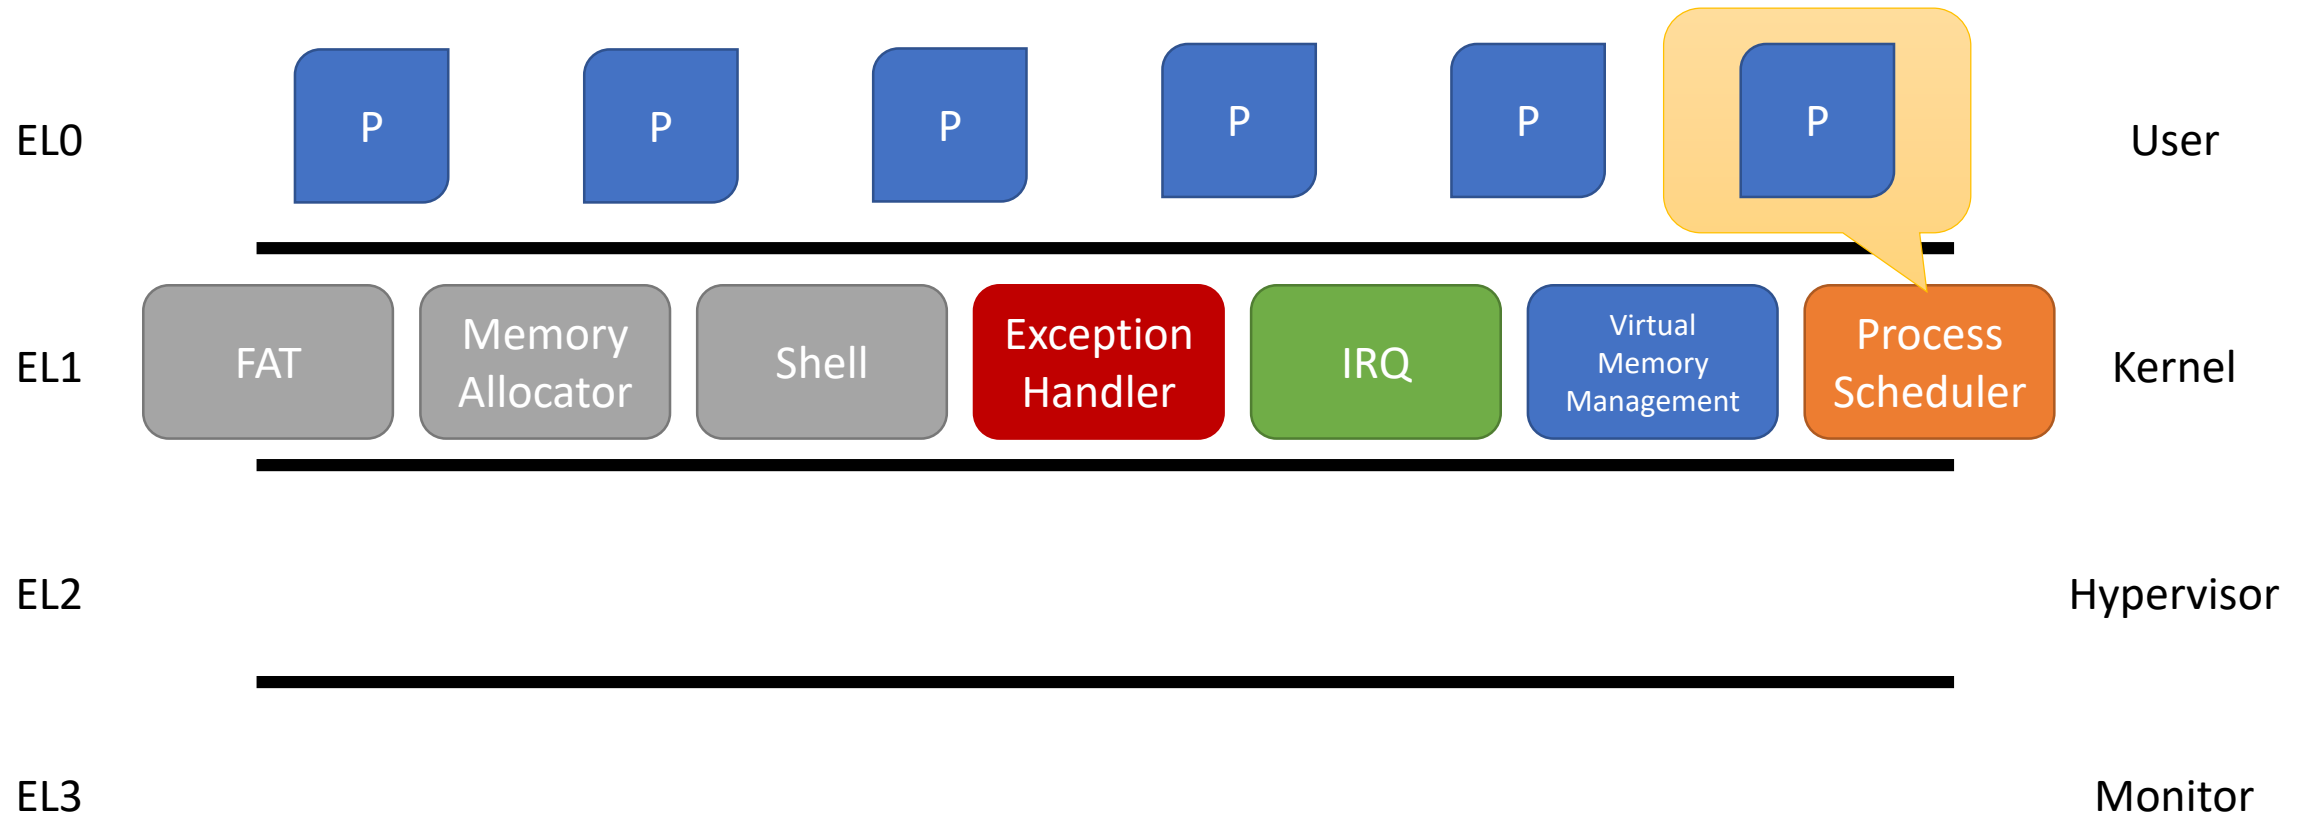 P P P P P P
EL0 User
FAT
Memory
Allocator
Shell
Exception
Handler
IRQ
Virtual
Memory
Management
Process
Scheduler
EL1 Kernel
EL2 Hypervisor
EL3 Monitor